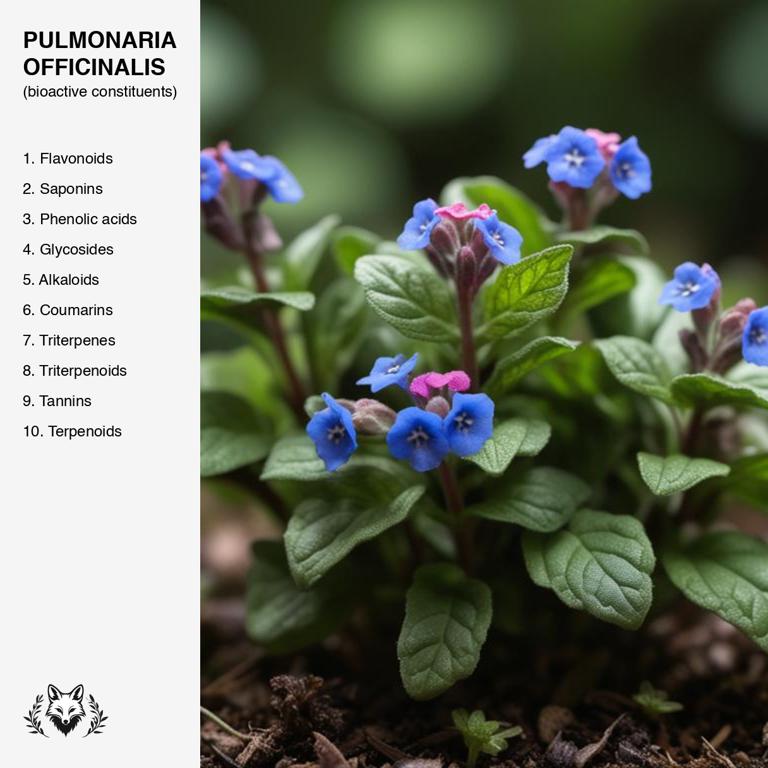 PULMONARIA
OFFICINALIS
(bioactive constituents)
1. Flavonoids
2. Saponins
3. Phenolic acids
4. Glycosides
5. Alkaloids
6. Coumarins
7. Triterpenes
8. Triterpenoids
9. Tannins
10. Terpenoids